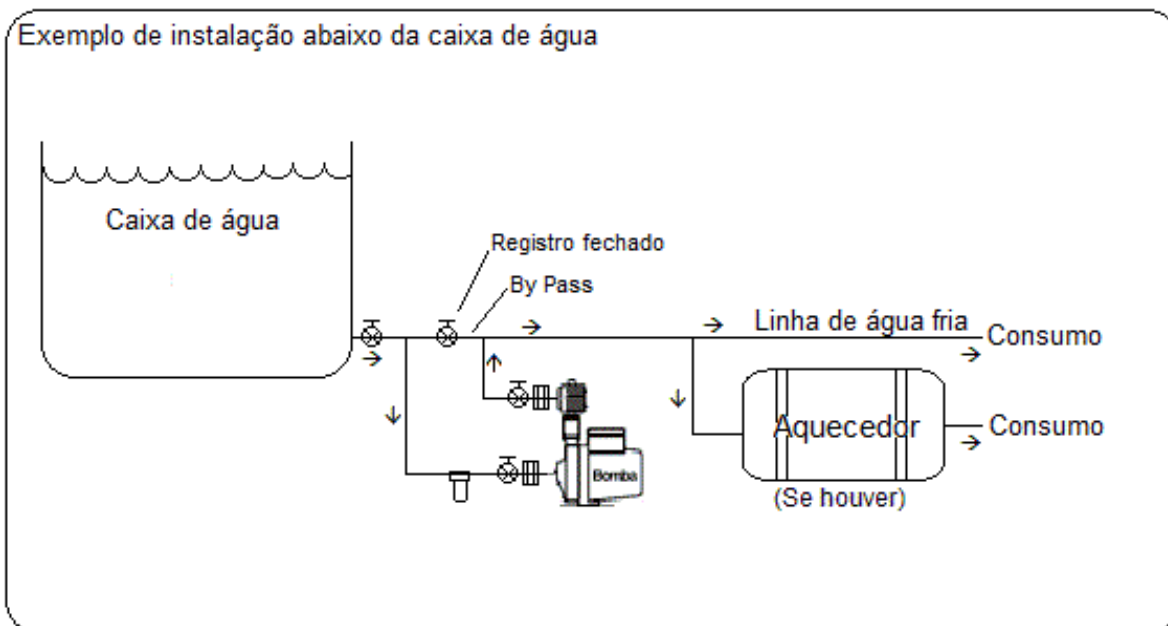 Exemplo de instalação abaixo da caixa de água
Caixa de água
Registro fechado
By Pass
Linha de água fria
Consumo
Aquecedor
Consumo
Bomba
(Se houver)